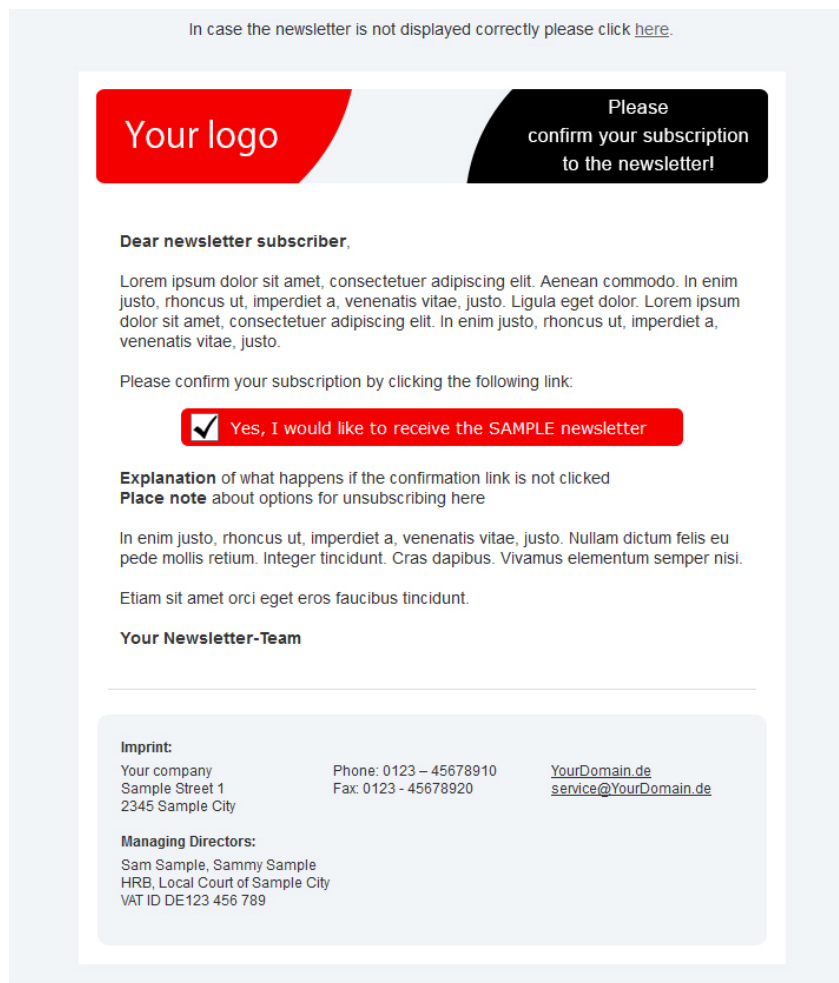 In case the newsletter is not displayed correctly please click here.
Your logo
Please
confirm your subscription
to the newsletter!
Dear newsletter subscriber,
Lorem ipsum dolor sit amet, consectetuer adipiscing elit. Aenean commodo. In enim
justo, rhoncus ut, imperdiet a, venenatis vitae, justo. Ligula eget dolor. Lorem ipsum
dolor sit amet, consectetuer adipiscing elit. In enim justo, rhoncus ut, imperdiet a,
venenatis vitae, justo.
Please confirm your subscription by clicking the following link:
Yes, I would like to receive the SAMPLE newsletter
Explanation of what happens if the confirmation link is not clicked
Place note about options for unsubscribing here
In enim justo, rhoncus ut, imperdiet a, venenatis vitae, justo. Nullam dictum felis eu
pede mollis retium. Integer tincidunt. Cras dapibus. Vivamus elementum semper nisi.
Etiam sit amet orci eget eros faucibus tincidunt.
Your Newsletter-Team
Imprint:
Your company
Sample Street 1
2345 Sample City
Phone: 0123 – 45678910
Fax: 0123 - 45678920
YourDomain.de
service@YourDomain.de
Managing Directors:
Sam Sample, Sammy Sample
HRB, Local Court of Sample City
VAT ID DE123 456 789